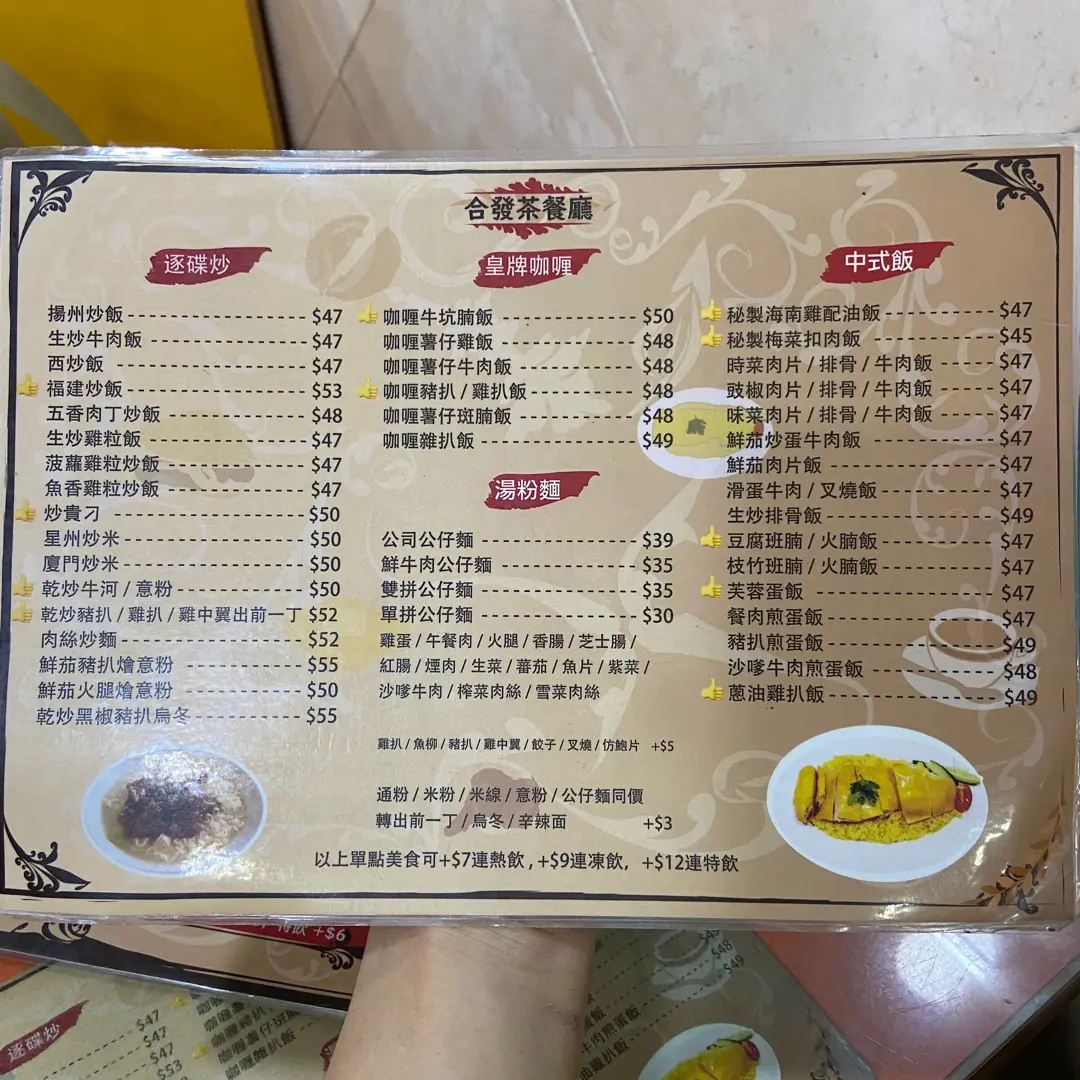 合發茶餐廳
逐碟炒
揚州炒飯 $47
生炒牛肉飯 $47
西炒飯 $47
福建炒飯 $53
五香肉丁炒飯 $48
生炒雞粒飯 $47
菠蘿雞粒炒飯 $47
魚香雞粒炒飯 $47
炒貴刁 $50
星州炒米 $50
廈門炒米 $50
乾炒牛河 / 意粉 $50
乾炒豬扒 / 雞扒 / 雞中翼出前一丁 $52
肉絲炒麵 $52
鮮茄豬扒燴意粉 $55
鮮茄火腿燴意粉 $50
乾炒黑椒豬扒烏冬 $55
皇牌咖喱
咖喱牛坑腩飯 $50
咖喱薯仔雞飯 $48
咖喱薯仔牛肉飯 $48
咖喱豬扒 / 雞扒飯 $48
咖喱薯仔斑腩飯 $48
咖喱雜扒飯 $49
湯粉麵
公司公仔麵 $39
鮮牛肉公仔麵 $35
雙拼公仔麵 $35
單拼公仔麵 $30
雞蛋 / 午餐肉 / 火腿 / 香腸 / 芝士腸 /
紅腸 / 煙肉 / 生菜 / 蕃茄 / 魚片 / 紫菜 /
沙嗲牛肉 / 榨菜肉絲 / 雪菜肉絲
雞扒 / 魚柳 / 豬扒 / 雞中翼 / 餃子 / 叉燒 / 仿鮑片 +$5
通粉 / 米粉 / 米線 / 意粉 / 公仔麵同價
轉出前一丁 / 烏冬 / 辛辣面 +$3
中式飯
秘製海南雞配油飯 $47
秘製梅菜扣肉飯 $45
時菜肉片 / 排骨 / 牛肉飯 $47
豉椒肉片 / 排骨 / 牛肉飯 $47
味菜肉片 / 排骨 / 牛肉飯 $47
鮮茄炒蛋牛肉飯 $47
鮮茄肉片飯 $47
滑蛋牛肉 / 叉燒飯 $47
生炒排骨飯 $49
豆腐班腩 / 火腩飯 $47
枝竹班腩 / 火腩飯 $47
芙蓉蛋飯 $47
餐肉煎蛋飯 $47
豬扒煎蛋飯 $49
沙嗲牛肉煎蛋飯 $48
蔥油雞扒飯 $49
以上單點美食可+$7連熱飲 , +$9連凍飲, +$12連特飲
+$6
逐碟炒
$47
$47
$47
$53
$48
$49